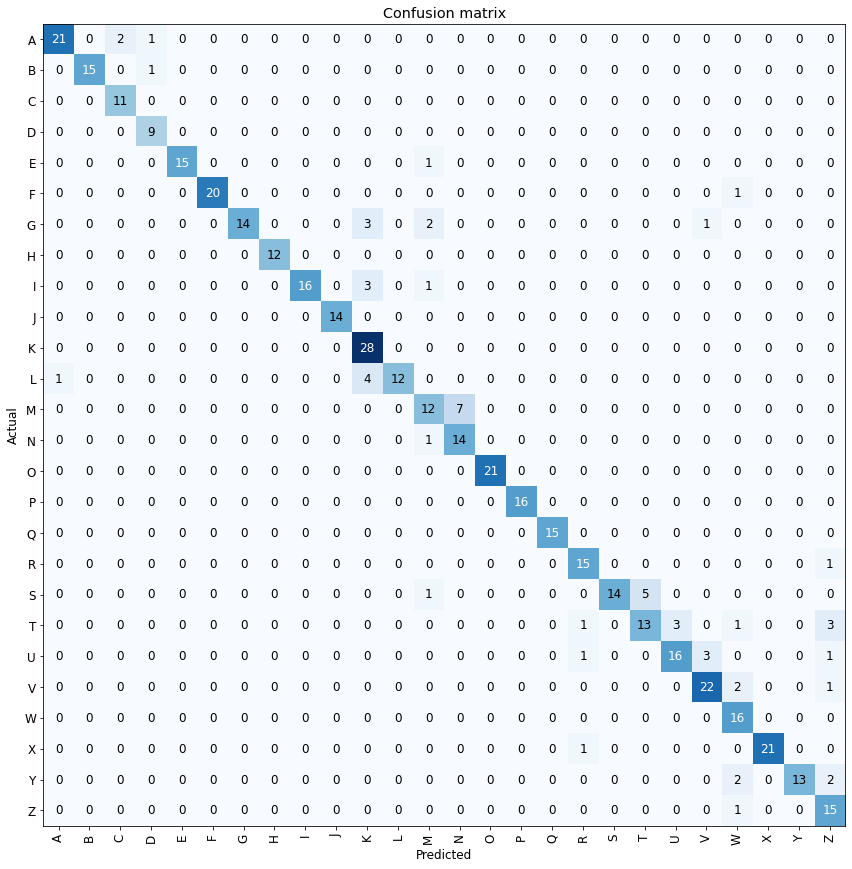 Confusion matrix
A 21 0 2 1 0 0 0 0 0 0 0 0 0 0 0 0 0 0 0 0 0 0 0 0 0 0
B 0 15 0 1 0 0 0 0 0 0 0 0 0 0 0 0 0 0 0 0 0 0 0 0 0 0
C 0 0 11 0 0 0 0 0 0 0 0 0 0 0 0 0 0 0 0 0 0 0 0 0 0 0
D 0 0 0 9 0 0 0 0 0 0 0 0 0 0 0 0 0 0 0 0 0 0 0 0 0 0
E 0 0 0 0 15 0 0 0 0 0 0 0 1 0 0 0 0 0 0 0 0 0 0 0 0 0
F 0 0 0 0 0 20 0 0 0 0 0 0 0 0 0 0 0 0 0 0 0 0 1 0 0 0
G 0 0 0 0 0 0 14 0 0 0 3 0 2 0 0 0 0 0 0 0 0 1 0 0 0 0
H 0 0 0 0 0 0 0 12 0 0 0 0 0 0 0 0 0 0 0 0 0 0 0 0 0 0
I 0 0 0 0 0 0 0 0 16 0 3 0 1 0 0 0 0 0 0 0 0 0 0 0 0 0
J 0 0 0 0 0 0 0 0 0 14 0 0 0 0 0 0 0 0 0 0 0 0 0 0 0 0
K 0 0 0 0 0 0 0 0 0 0 28 0 0 0 0 0 0 0 0 0 0 0 0 0 0 0
L 1 0 0 0 0 0 0 0 0 0 4 12 0 0 0 0 0 0 0 0 0 0 0 0 0 0
M 0 0 0 0 0 0 0 0 0 0 0 0 12 7 0 0 0 0 0 0 0 0 0 0 0 0
Actual
N 0 0 0 0 0 0 0 0 0 0 0 0 1 14 0 0 0 0 0 0 0 0 0 0 0 0
O 0 0 0 0 0 0 0 0 0 0 0 0 0 0 21 0 0 0 0 0 0 0 0 0 0 0
P 0 0 0 0 0 0 0 0 0 0 0 0 0 0 0 16 0 0 0 0 0 0 0 0 0 0
Q 0 0 0 0 0 0 0 0 0 0 0 0 0 0 0 0 15 0 0 0 0 0 0 0 0 0
R 0 0 0 0 0 0 0 0 0 0 0 0 0 0 0 0 0 15 0 0 0 0 0 0 0 1
S 0 0 0 0 0 0 0 0 0 0 0 0 1 0 0 0 0 0 14 5 0 0 0 0 0 0
T 0 0 0 0 0 0 0 0 0 0 0 0 0 0 0 0 0 1 0 13 3 0 1 0 0 3
U 0 0 0 0 0 0 0 0 0 0 0 0 0 0 0 0 0 1 0 0 16 3 0 0 0 1
V 0 0 0 0 0 0 0 0 0 0 0 0 0 0 0 0 0 0 0 0 0 22 2 0 0 1
W 0 0 0 0 0 0 0 0 0 0 0 0 0 0 0 0 0 0 0 0 0 0 16 0 0 0
X 0 0 0 0 0 0 0 0 0 0 0 0 0 0 0 0 0 1 0 0 0 0 0 21 0 0
Y 0 0 0 0 0 0 0 0 0 0 0 0 0 0 0 0 0 0 0 0 0 0 2 0 13 2
Z 0 0 0 0 0 0 0 0 0 0 0 0 0 0 0 0 0 0 0 0 0 0 1 0 0 15
A B C D E F G H I J K L M N O P Q R S T U V W X Y Z
Predicted